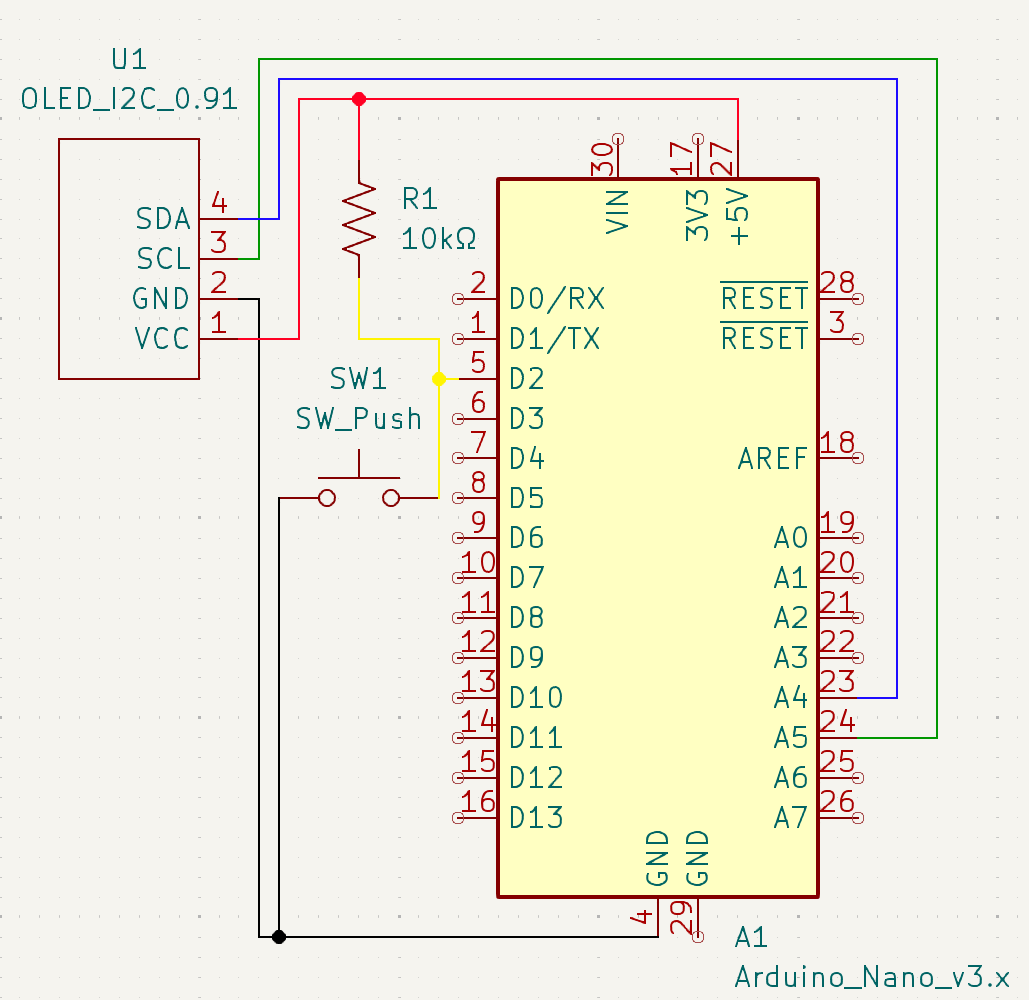 U1
OLED_I2C_0.91
SDA 4
SCL 3
GND 2
VCC 1
R1
10kΩ
SW1
SW_Push
30 17 27
VIN 3V3 +5V
2 D0/RX RESET 28
1 D1/TX RESET 3
5 D2
6 D3
7 D4 AREF 18
8 D5
9 D6 A0 19
10 D7 A1 20
11 D8 A2 21
12 D9 A3 22
13 D10 A4 23
14 D11 A5 24
15 D12 A6 25
16 D13 A7 26
GND GND
4 29
A1
Arduino_Nano_v3.x